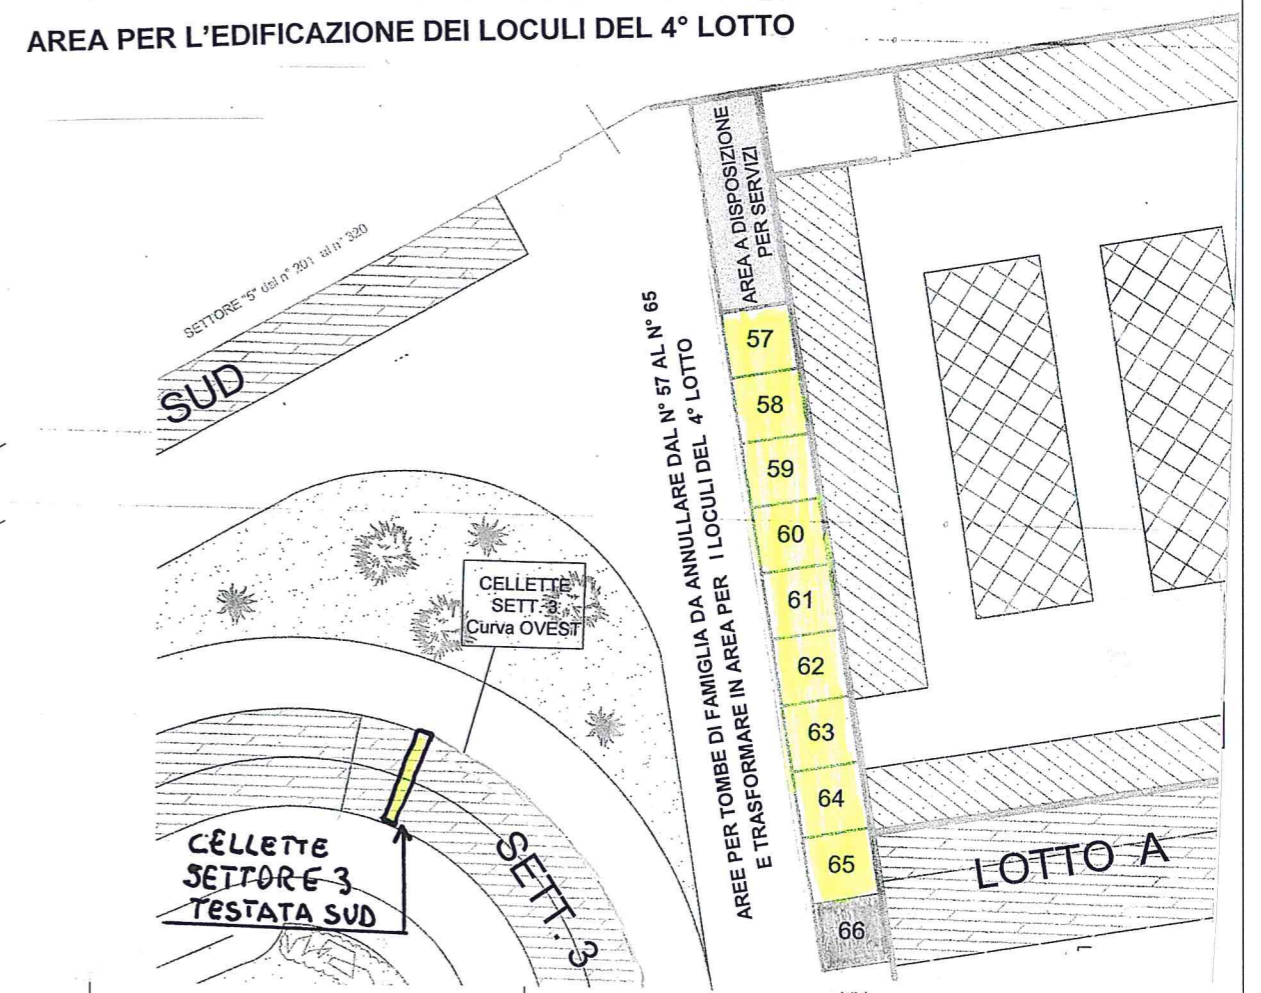 AREA PER L'EDIFICAZIONE DEI LOCULI DEL 4° LOTTO
AREA A DISPOSIZIONE
PER SERVIZI
SETTORE "5" dal n° 201 al n° 320
SUD
57
58
59
60
61
62
63
64
65
66
AREE PER TOMBE DI FAMIGLIA DA ANNULLARE DAL N° 57 AL N° 65
E TRASFORMARE IN AREA PER I LOCULI DEL 4° LOTTO
CELLETTE
SETT. 3
Curva OVEST
CELLETTE
SETTORE 3
TESTATA SUD
SETT. 3
LOTTO A